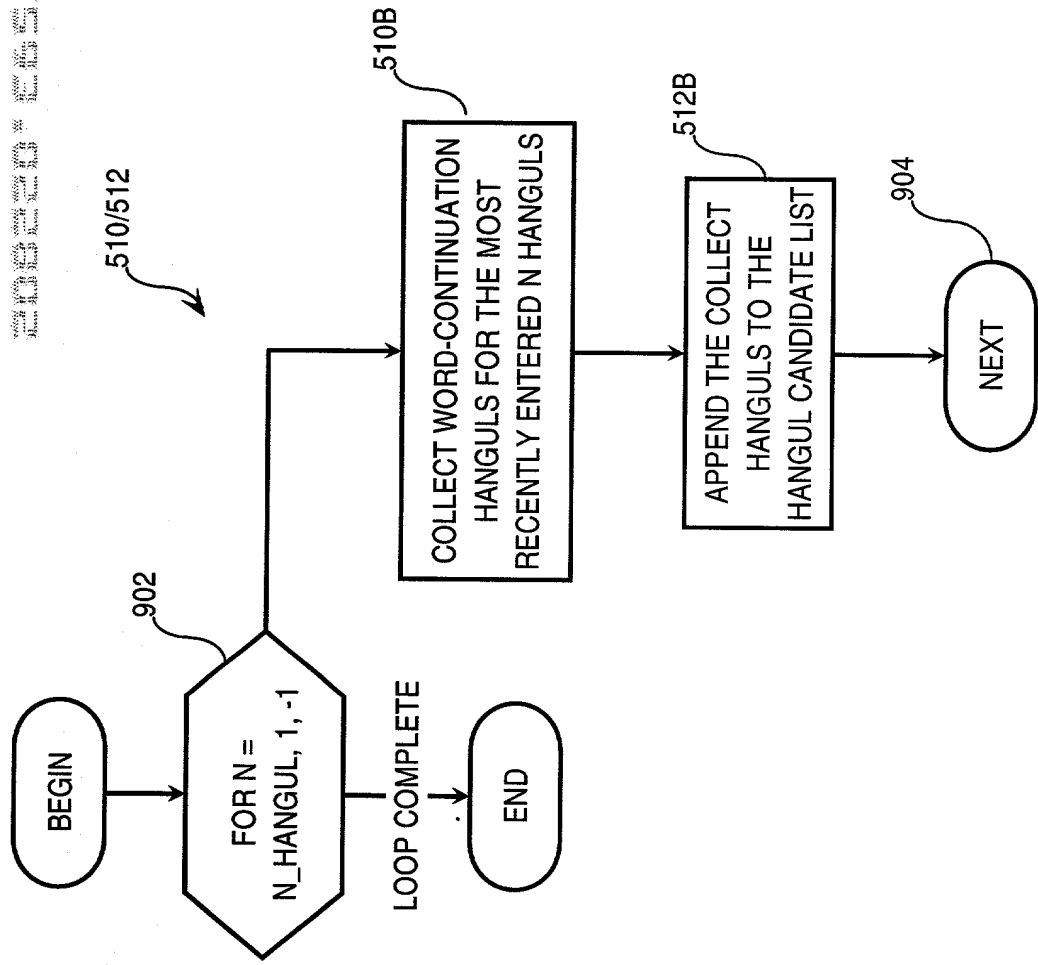 510/512
BEGIN
902
FOR N =
N_HANGUL, 1, -1
LOOP COMPLETE
END
510B
COLLECT WORD-CONTINUATION
HANGULS FOR THE MOST
RECENTLY ENTERED N HANGULS
512B
APPEND THE COLLECT
HANGULS TO THE
HANGUL CANDIDATE LIST
904
NEXT